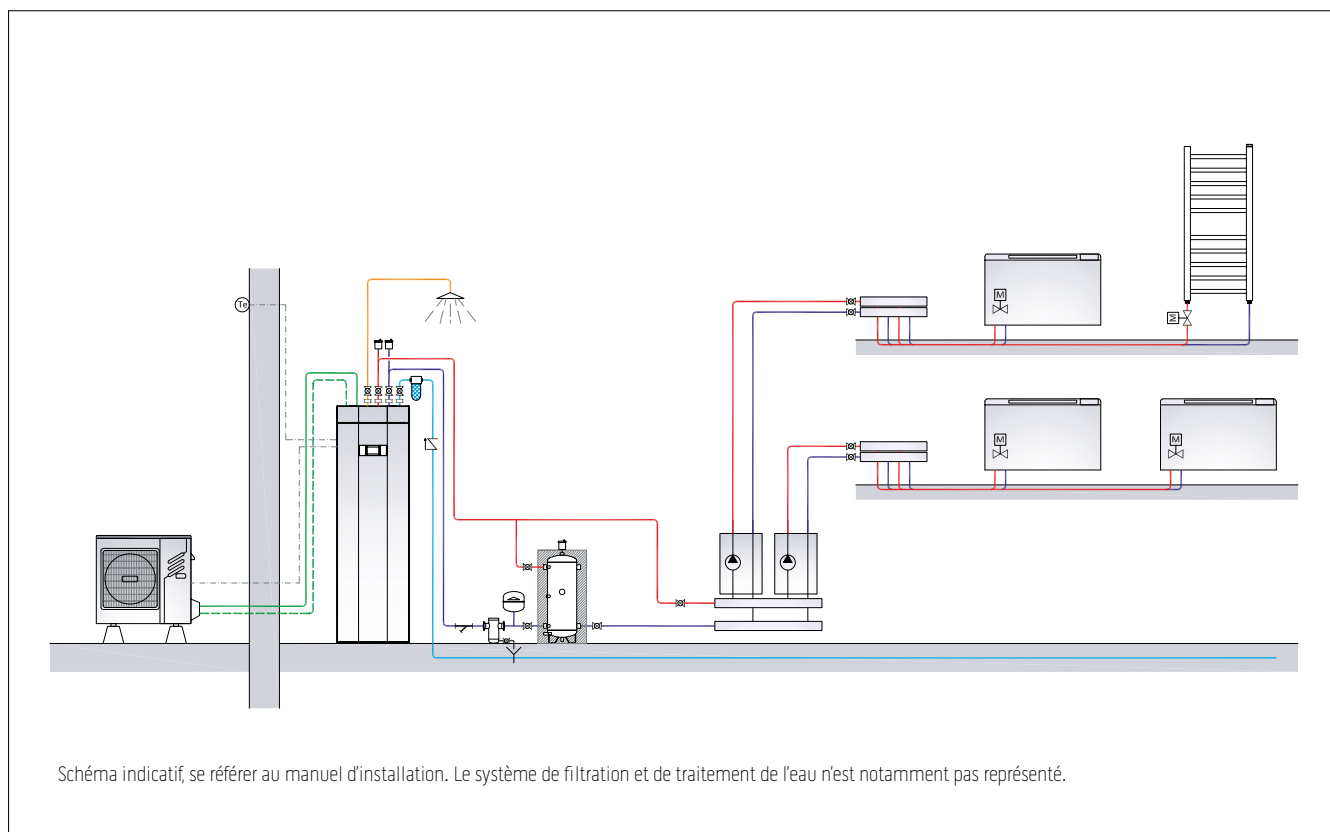 Te
M
M
M
M
Schéma indicatif, se référer au manuel d'installation. Le système de filtration et de traitement de l'eau n'est notamment pas représenté.